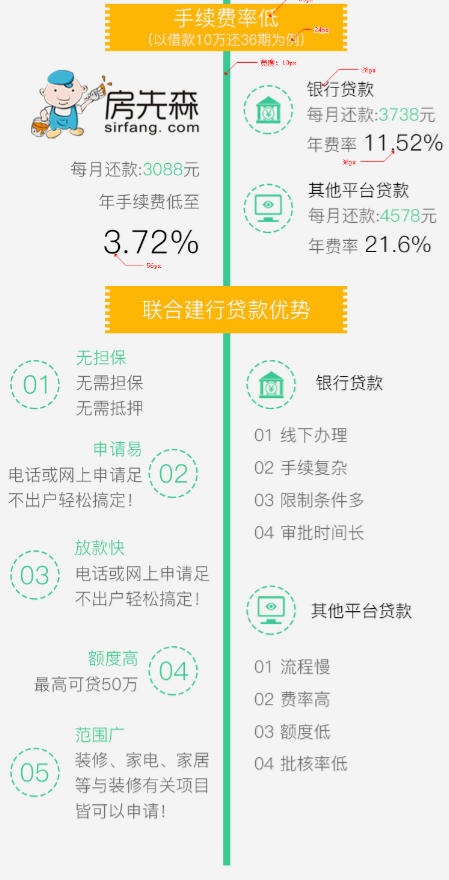 手续费率低
(以借款10万还36期为例)
24px
宽度：10px
28px
房先森
sirfang.com
每月还款:3088元
年手续费低至
3.72%
56px
银行贷款
每月还款:3738元
年费率 11.52%
36px
其他平台贷款
每月还款:4578元
年费率 21.6%
联合建行贷款优势
01
无担保
无需担保
无需抵押
申请易
电话或网上申请足
不出户轻松搞定！
02
03
放款快
电话或网上申请足
不出户轻松搞定！
额度高
最高可贷50万
04
05
范围广
装修、家电、家居
等与装修有关项目
皆可以申请！
银行贷款
01 线下办理
02 手续复杂
03 限制条件多
04 审批时间长
其他平台贷款
01 流程慢
02 费率高
03 额度低
04 批核率低